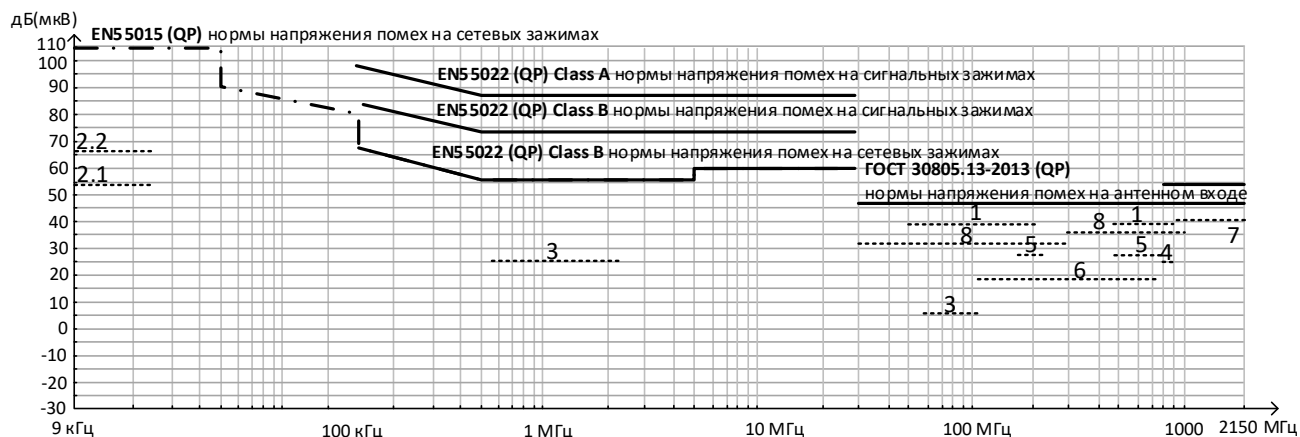 дБ(мкВ)
EN55015 (QP) нормы напряжения помех на сетевых зажимах
110
100
EN55022 (QP) Class A нормы напряжения помех на сигнальных зажимах
90
EN55022 (QP) Class B нормы напряжения помех на сигнальных зажимах
80
70
2.2
EN55022 (QP) Class B нормы напряжения помех на сетевых зажимах
60
ГОСТ 30805.13-2013 (QP)
2.1
50
нормы напряжения помех на антенном входе
40
1
8
1
7
30
8
5
5
4
3
20
6
10
3
0
-10
-20
-30
9 кГц
100 кГц
1 МГц
10 МГц
100 МГц
1000
2150 МГц